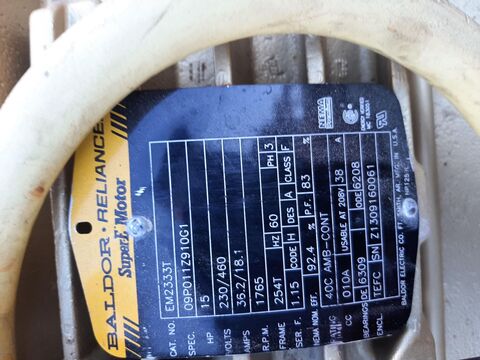 BALDOR • RELIANCE
Super-E Motor
CAT. NO. EM2333T
SPEC. 09P011Z910G1
HP 15
VOLTS 230/460
AMPS 36.2/18.1
R.P.M. 1765
FRAME 254T HZ 60 PH 3
SER. F. 1.15 CODE H DES A CLASS F
NEMA NOM. EFF. 92.4 % P.F. 83 %
RATING 40C AMB-CONT
CC 010A USABLE AT 208V 38 A
BEARINGS DE 6309 ODE 6208
ENCL. TEFC SN Z1309160061
BALDOR ELECTRIC CO. FT. SMITH, AR. MFG. IN U.S.A.
NEMA